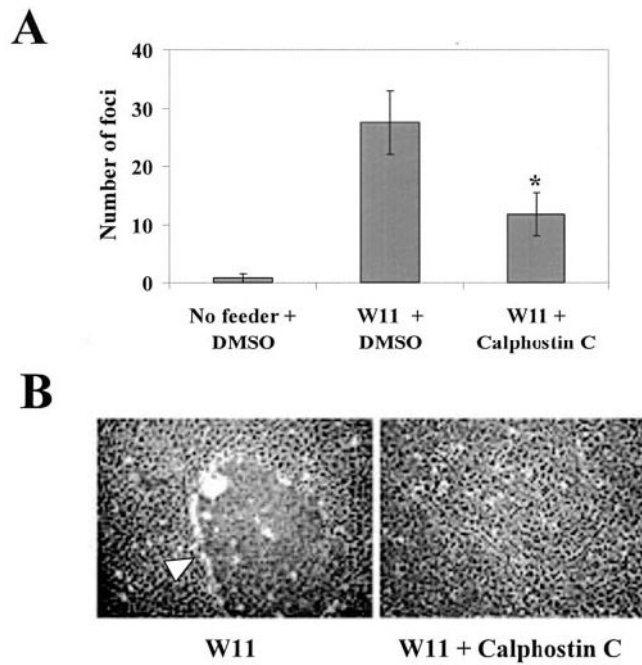 A
Number of foci
40
30
20
10
0
*
No feeder +
DMSO
W11 +
DMSO
W11 +
Calphostin C
B
W11
W11 + Calphostin C